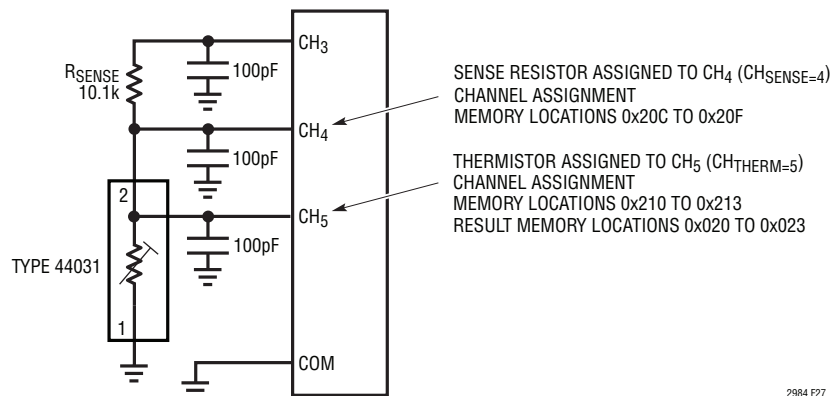 CH3
RSENSE
10.1k
100pF
CH4
100pF
2
CH5
100pF
TYPE 44031
1
COM
SENSE RESISTOR ASSIGNED TO CH4 (CHSENSE=4)
CHANNEL ASSIGNMENT
MEMORY LOCATIONS 0x20C TO 0x20F
THERMISTOR ASSIGNED TO CH5 (CHTHERM=5)
CHANNEL ASSIGNMENT
MEMORY LOCATIONS 0x210 TO 0x213
RESULT MEMORY LOCATIONS 0x020 TO 0x023
2984 F27